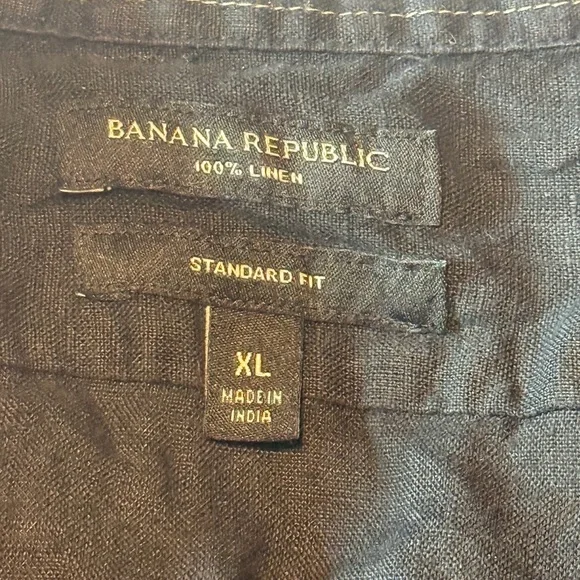 BANANA REPUBLIC
100% LINEN
STANDARD FIT
XL
MADE IN
INDIA